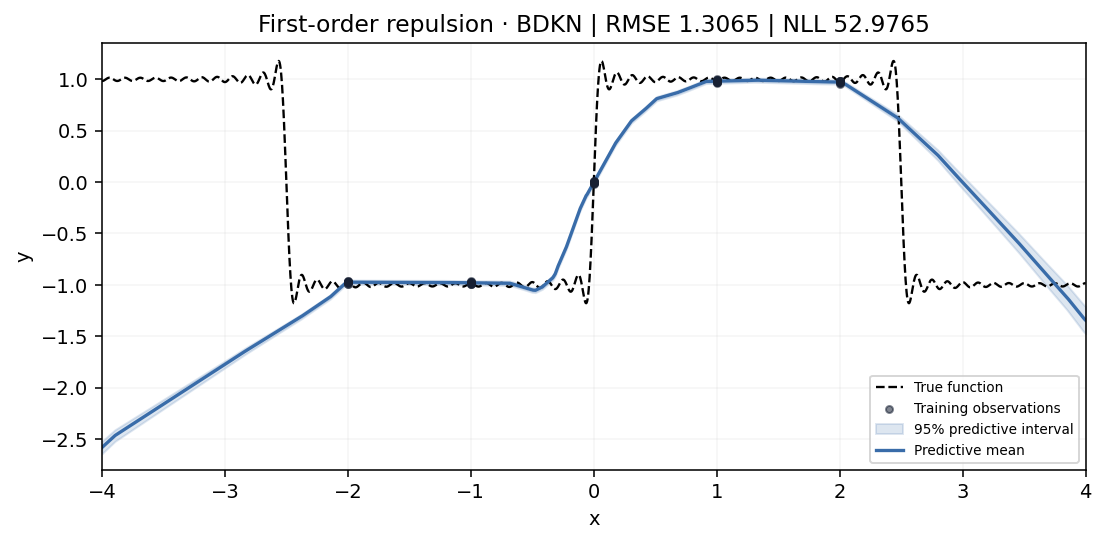 First-order repulsion · BDKN | RMSE 1.3065 | NLL 52.9765
1.0
0.5
0.0
−0.5
−1.0
−1.5
−2.0
−2.5
y
True function
Training observations
95% predictive interval
Predictive mean
−4 −3 −2 −1 0 1 2 3 4
x